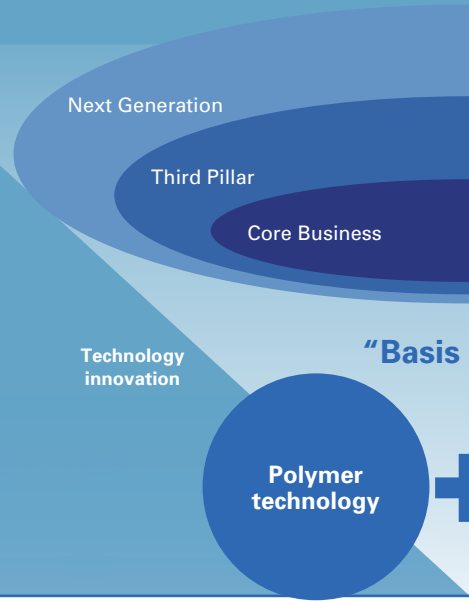 Next Generation
Third Pillar
Core Business
“Basis
Technology
innovation
Polymer
technology